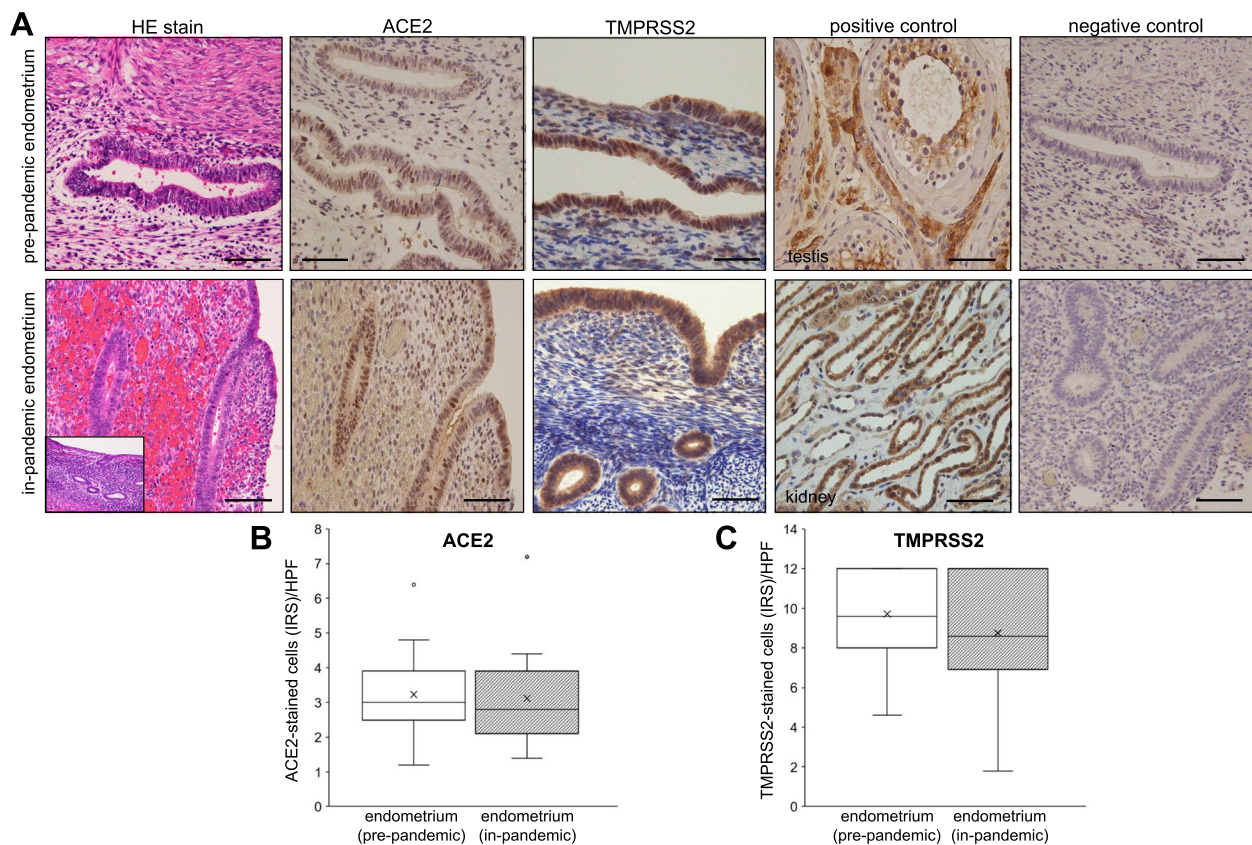 A
HE stain
ACE2
TMPRSS2
positive control
negative control
pre-pandemic endometrium
testis
in-pandemic endometrium
kidney
B
ACE2
ACE2-stained cells (IRS)/HPF
8
7
6
5
4
3
2
1
0
endometrium
(pre-pandemic)
endometrium
(in-pandemic)
C
TMPRSS2
TMPRSS2-stained cells (IRS)/HPF
14
12
10
8
6
4
2
0
endometrium
(pre-pandemic)
endometrium
(in-pandemic)